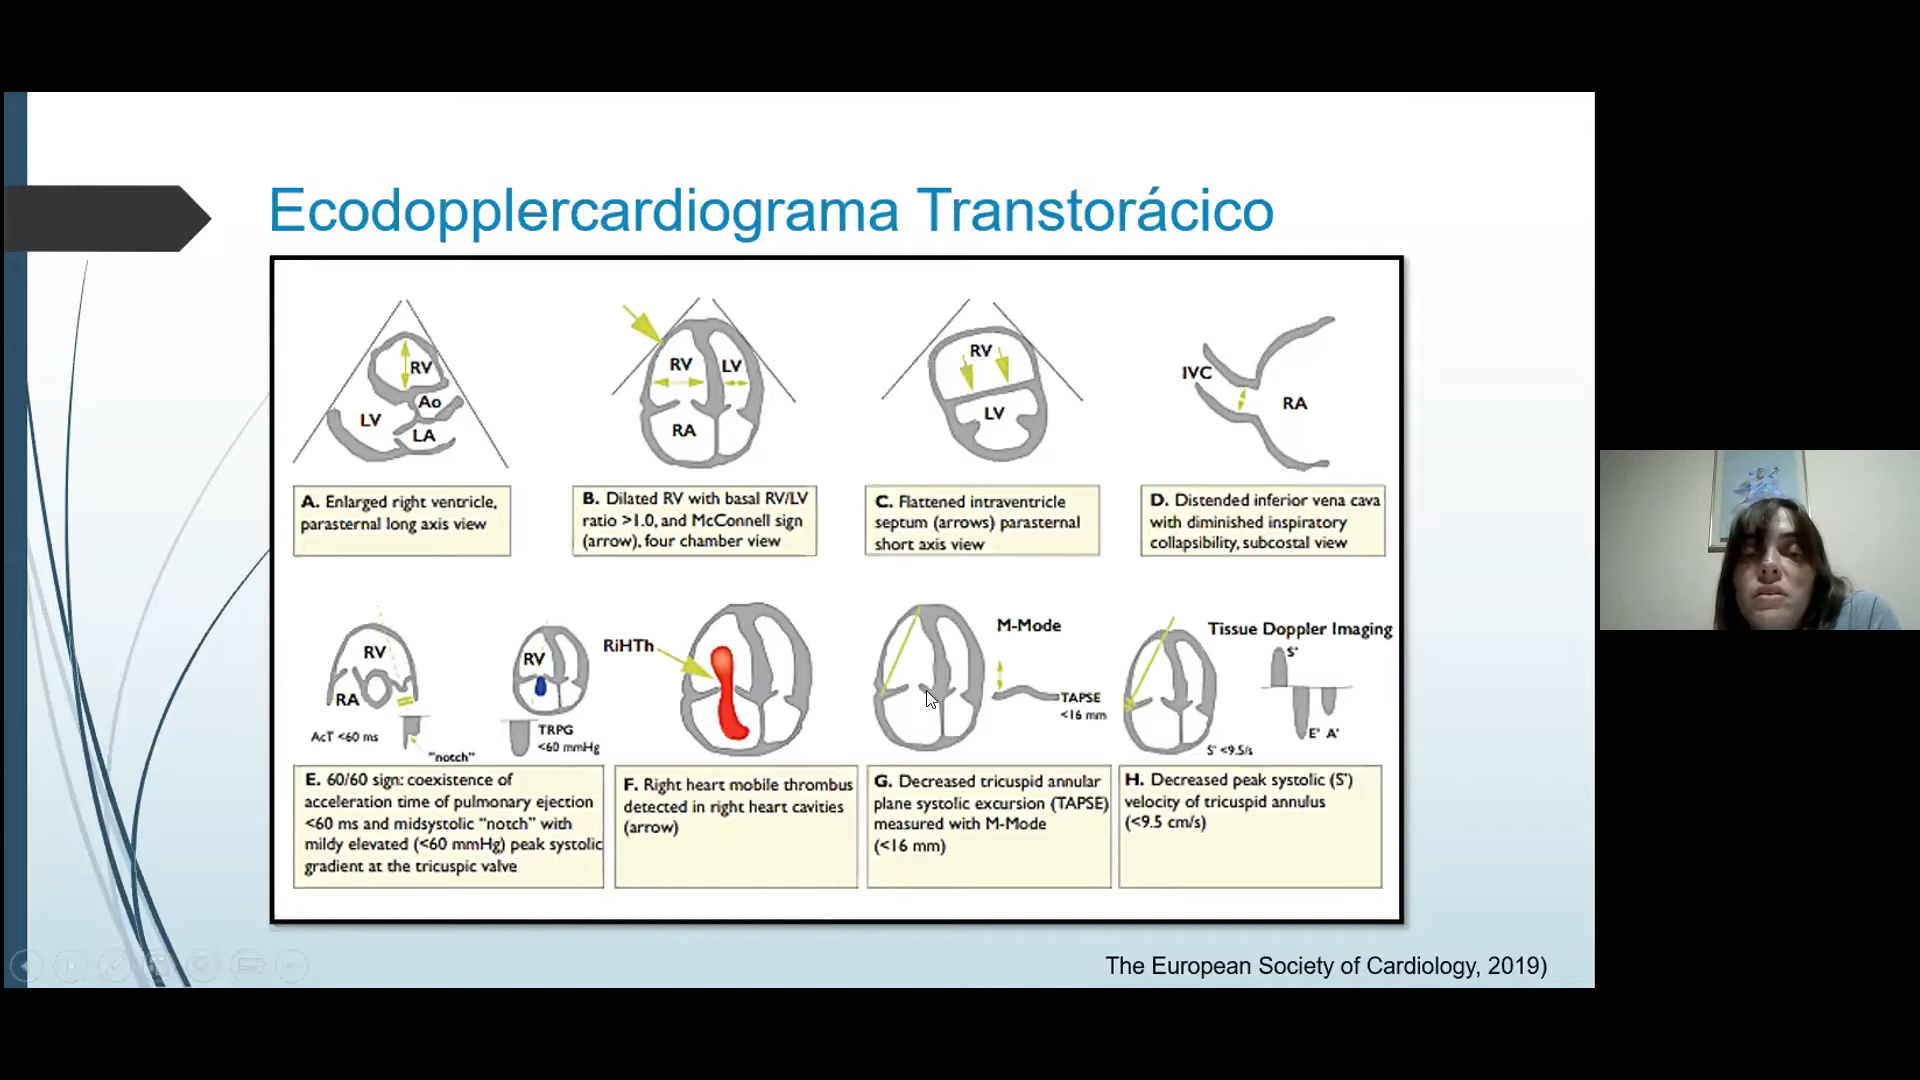 Ecodopplercardiograma Transtorácico
RV
Ao
LV
LA
RV
LV
RA
RV
LV
IVC
RA
A. Enlarged right ventricle,
parasternal long axis view
B. Dilated RV with basal RV/LV
ratio >1.0, and McConnell sign
(arrow), four chamber view
C. Flattened intraventricle
septum (arrows) parasternal
short axis view
D. Distended inferior vena cava
with diminished inspiratory
collapsibility, subcostal view
RV
RA
AcT <60 ms
"notch"
RV
TRPG
<60 mmHg
RiHTh
M-Mode
TAPSE
<16 mm
Tissue Doppler Imaging
S'
E' A'
S' <9.5/s
E. 60/60 sign: coexistence of
acceleration time of pulmonary ejection
<60 ms and midsystolic "notch" with
mildly elevated (<60 mmHg) peak systolic
gradient at the tricuspic valve
F. Right heart mobile thrombus
detected in right heart cavities
(arrow)
G. Decreased tricuspid annular
plane systolic excursion (TAPSE)
measured with M-Mode
(<16 mm)
H. Decreased peak systolic (S')
velocity of tricuspid annulus
(<9.5 cm/s)
The European Society of Cardiology, 2019)